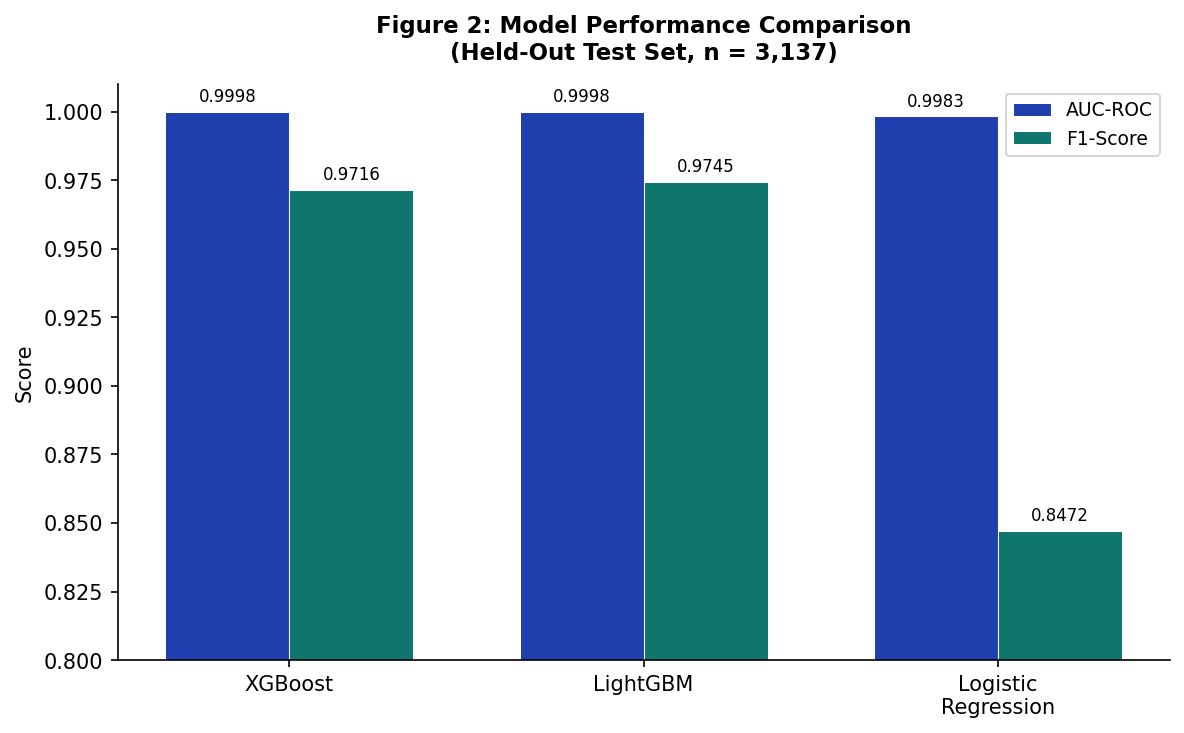 Figure 2: Model Performance Comparison
(Held-Out Test Set, n = 3,137)
Score
1.000
0.975
0.950
0.925
0.900
0.875
0.850
0.825
0.800
0.9998
0.9716
0.9998
0.9745
0.9983
0.8472
AUC-ROC
F1-Score
XGBoost
LightGBM
Logistic
Regression